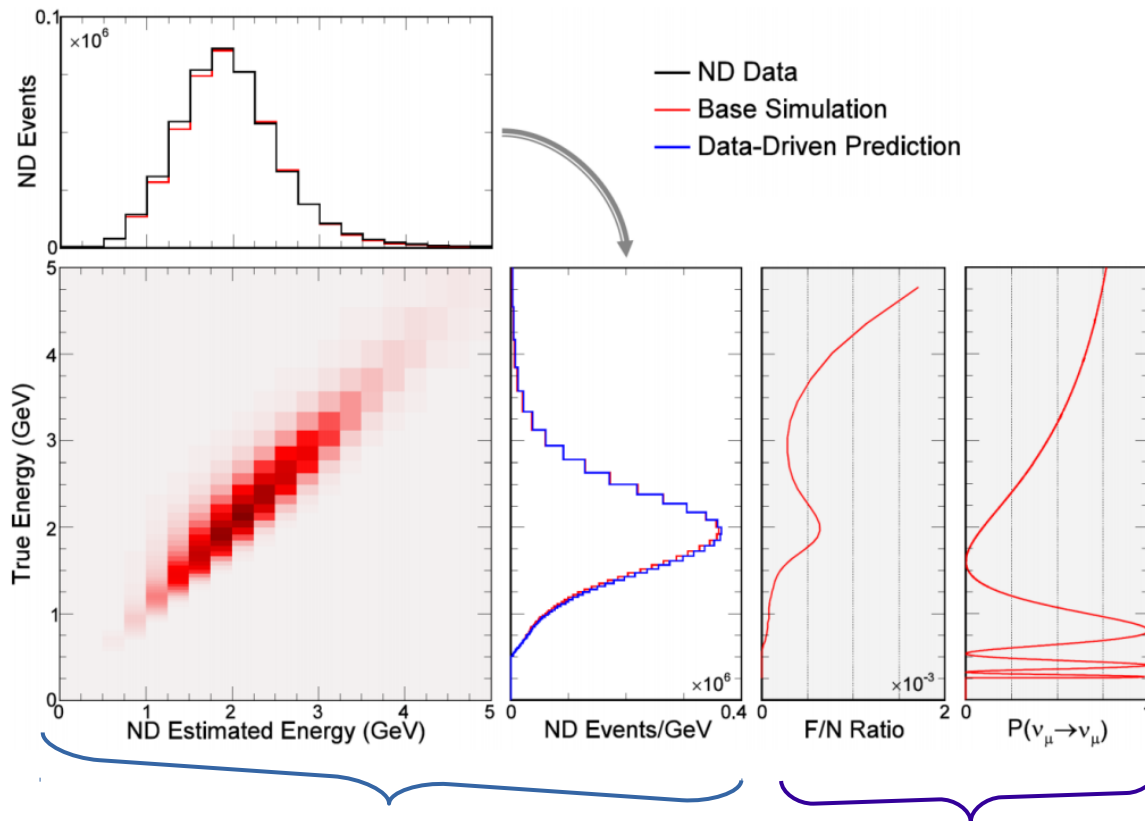 0.1
×10⁶
ND Events
0
ND Data
Base Simulation
Data-Driven Prediction
5
4
3
2
1
0
True Energy (GeV)
0 1 2 3 4 5
ND Estimated Energy (GeV)
×10⁶
0 0.4
ND Events/GeV
×10⁻³
0 1 2
F/N Ratio
0
P(νμ→νμ)